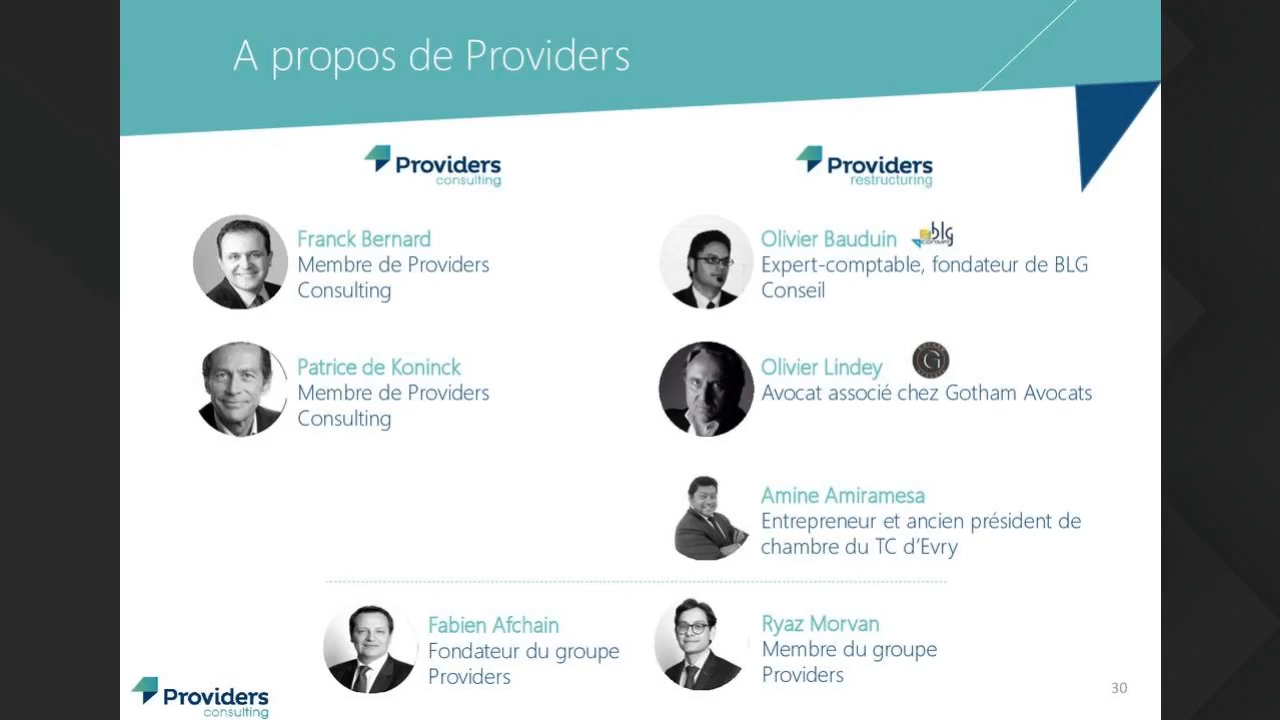 A propos de Providers
Providers
consulting
Franck Bernard
Membre de Providers
Consulting
Patrice de Koninck
Membre de Providers
Consulting
Providers
restructuring
Olivier Bauduin
blg
conseil
Expert-comptable, fondateur de BLG
Conseil
Olivier Lindey
G
Avocat associé chez Gotham Avocats
Amine Amiramesa
Entrepreneur et ancien président de
chambre du TC d'Evry
Fabien Afchain
Fondateur du groupe
Providers
Ryaz Morvan
Membre du groupe
Providers
Providers
consulting
30